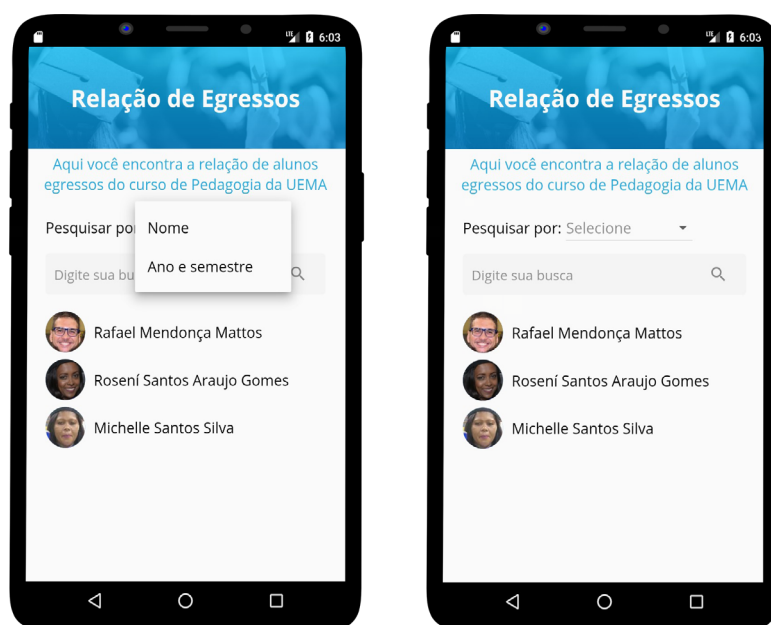 6:03
Relação de Egressos
Aqui você encontra a relação de alunos
egressos do curso de Pedagogia da UEMA
Pesquisar po
Nome
Ano e semestre
Digite sua bu
Rafael Mendonça Mattos
Rosení Santos Araujo Gomes
Michelle Santos Silva
LTE 6:03
Relação de Egressos
Aqui você encontra a relação de alunos
egressos do curso de Pedagogia da UEMA
Pesquisar por: Selecione
Digite sua busca
Rafael Mendonça Mattos
Rosení Santos Araujo Gomes
Michelle Santos Silva